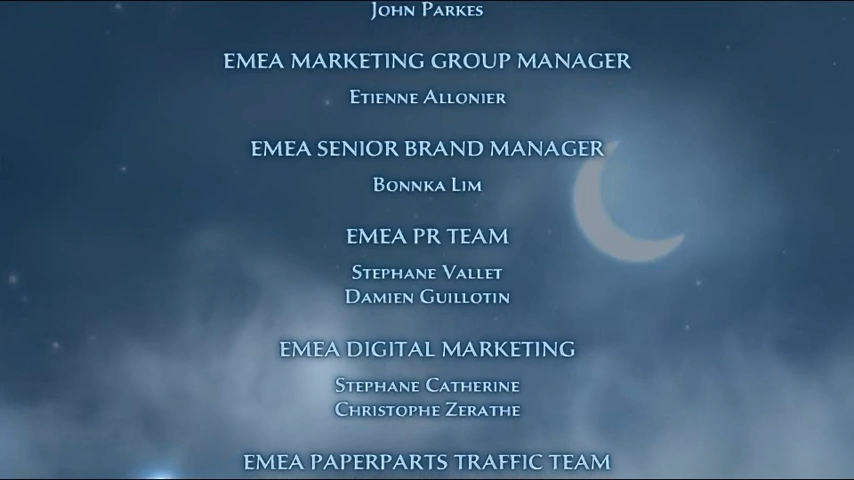 John Parkes
EMEA MARKETING GROUP MANAGER
Etienne Allonier
EMEA SENIOR BRAND MANAGER
Bonnka Lim
EMEA PR TEAM
Stephane Vallet
Damien Guillotin
EMEA DIGITAL MARKETING
Stephane Catherine
Christophe Zerathe
EMEA PAPERPARTS TRAFFIC TEAM